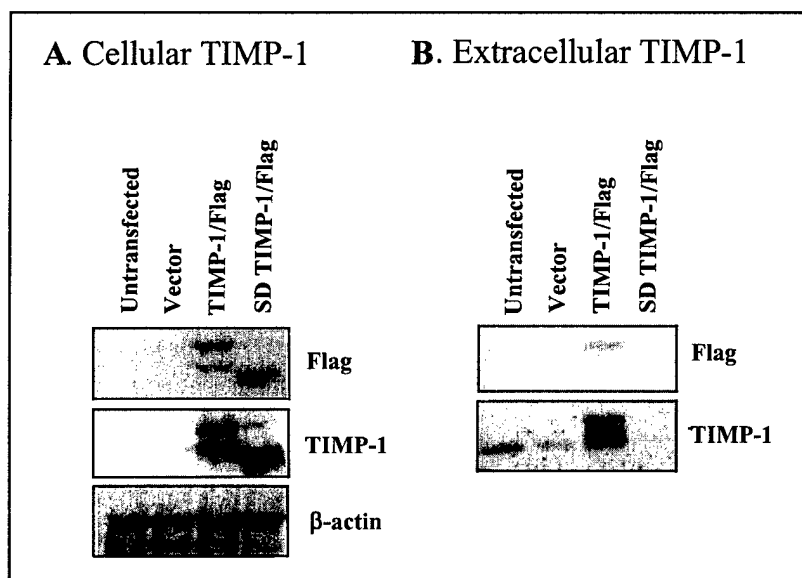 A. Cellular TIMP-1
B. Extracellular TIMP-1
Untransfected
Vector
TIMP-1/Flag
SD TIMP-1/Flag
Untransfected
Vector
TIMP-1/Flag
SD TIMP-1/Flag
Flag
TIMP-1
β-actin
Flag
TIMP-1